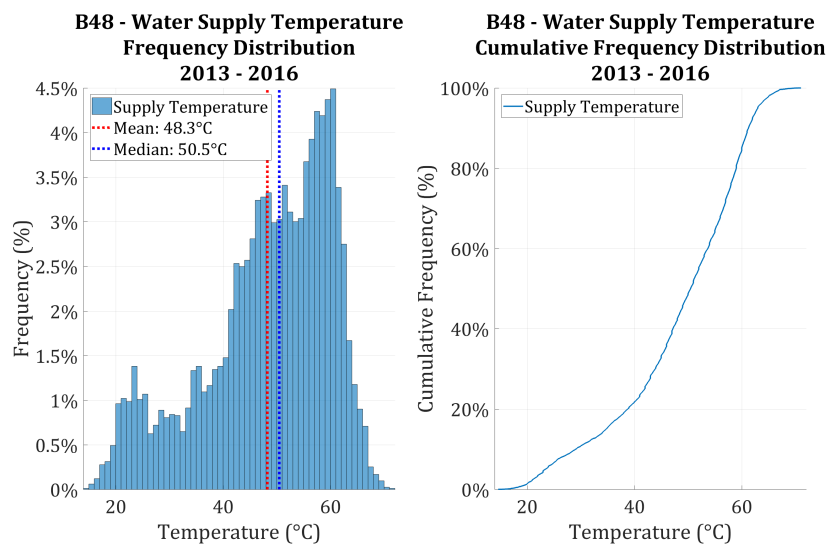 B48 - Water Supply Temperature
Frequency Distribution
2013 - 2016
4.5%
4%
3.5%
3%
2.5%
2%
1.5%
1%
0.5%
0%
Frequency (%)
Supply Temperature
Mean: 48.3°C
Median: 50.5°C
20
40
60
Temperature (°C)
B48 - Water Supply Temperature
Cumulative Frequency Distribution
2013 - 2016
100%
80%
60%
40%
20%
0%
Cumulative Frequency (%)
Supply Temperature
20
40
60
Temperature (°C)